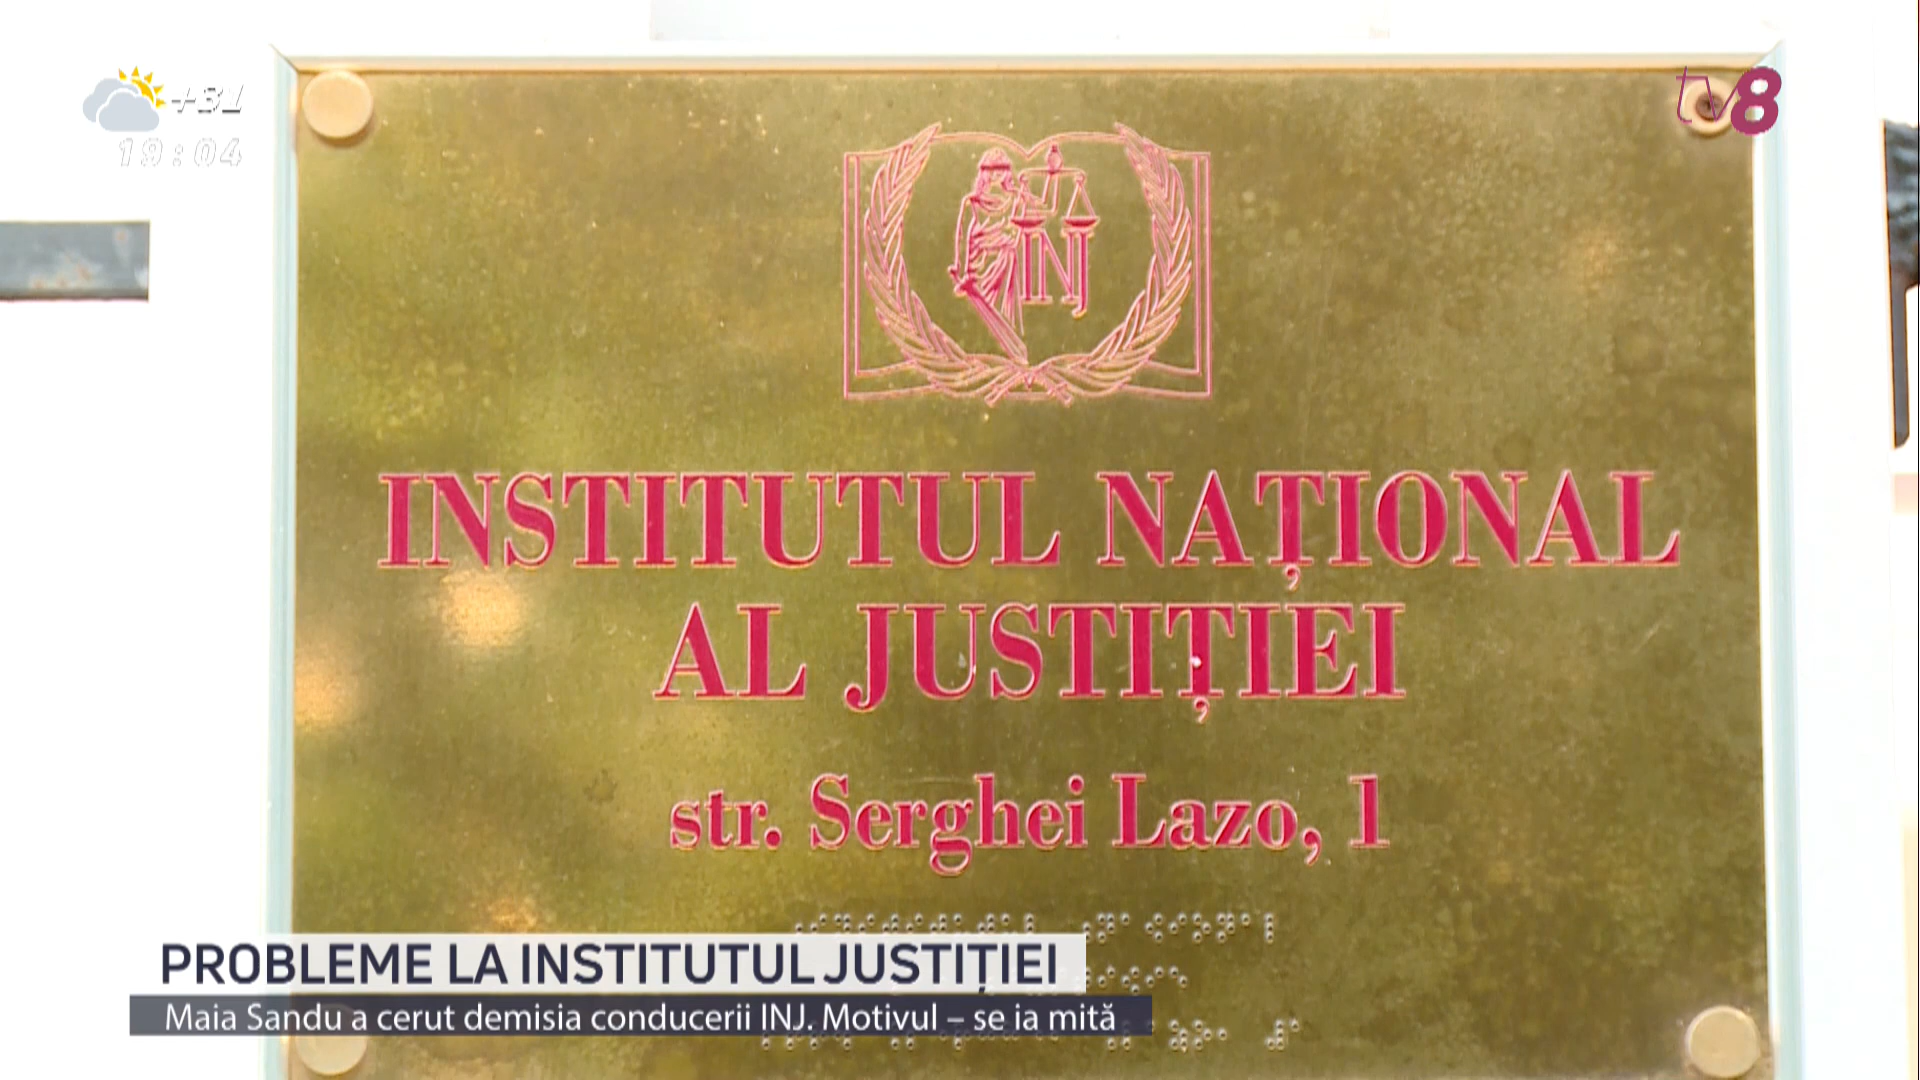 +31
19:04
tv8
INJ
INSTITUTUL NAȚIONAL
AL JUSTIȚIEI
str. Serghei Lazo, 1
PROBLEME LA INSTITUTUL JUSTIȚIEI
Maia Sandu a cerut demisia conducerii INJ. Motivul – se ia mită